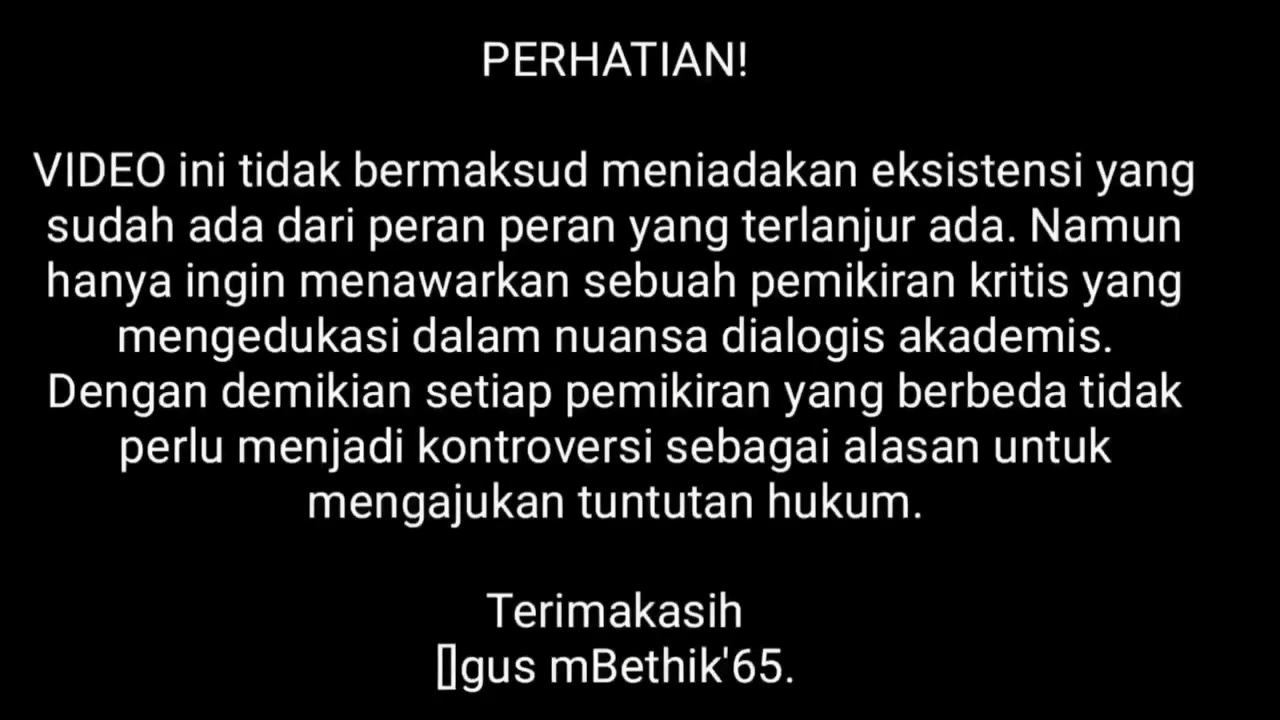 PERHATIAN!
VIDEO ini tidak bermaksud meniadakan eksistensi yang
sudah ada dari peran peran yang terlanjur ada. Namun
hanya ingin menawarkan sebuah pemikiran kritis yang
mengedukasi dalam nuansa dialogis akademis.
Dengan demikian setiap pemikiran yang berbeda tidak
perlu menjadi kontroversi sebagai alasan untuk
mengajukan tuntutan hukum.
Terimakasih
[]gus mBethik'65.